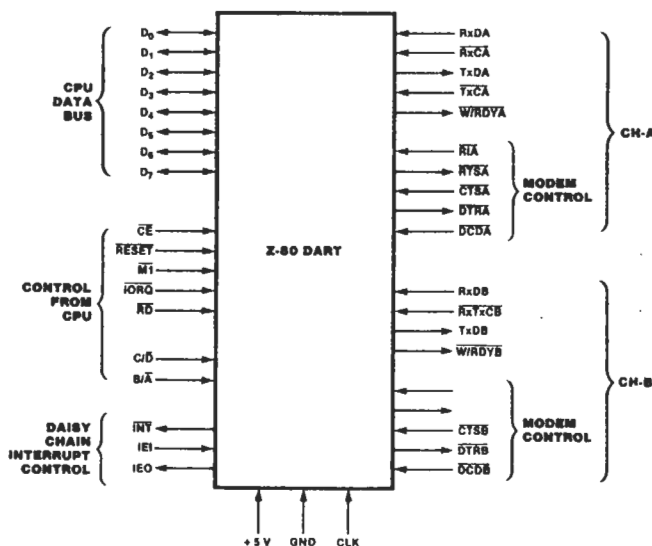 D0
D1
D2
D3
D4
D5
D6
D7
CPU
DATA
BUS
CE
RESET
M1
IORQ
RD
C/D
B/A
CONTROL
FROM
CPU
INT
IEI
IEO
DAISY
CHAIN
INTERRUPT
CONTROL
Z-80 DART
RxDA
RxCA
TxDA
TxCA
W/RDYA
RIA
RTSA
CTSA
DTRA
DCDA
MODEM
CONTROL
CH-A
RxDB
RxTxCB
TxDB
W/RDYB
CTSB
DTRB
DCDB
MODEM
CONTROL
CH-B
+5V GND CLK